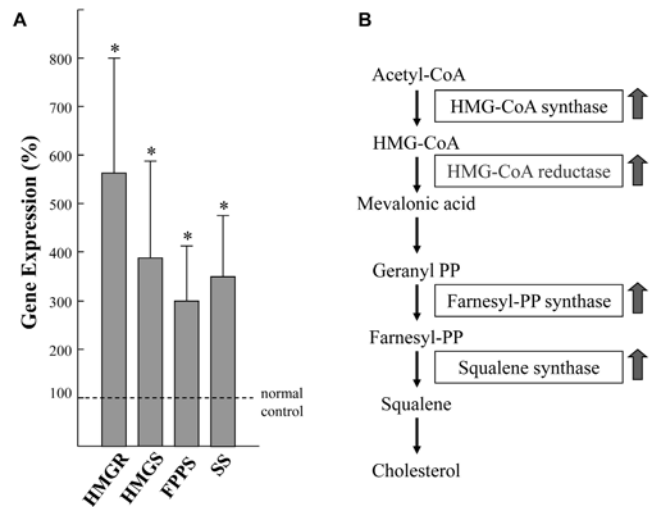 A
Gene Expression (%)
800
700
600
500
400
300
200
100
*
*
*
*
normal
control
HMGR
HMGS
FPPS
SS
B
Acetyl-CoA
HMG-CoA synthase
HMG-CoA
HMG-CoA reductase
Mevalonic acid
Geranyl PP
Farnesyl-PP synthase
Farnesyl-PP
Squalene synthase
Squalene
Cholesterol